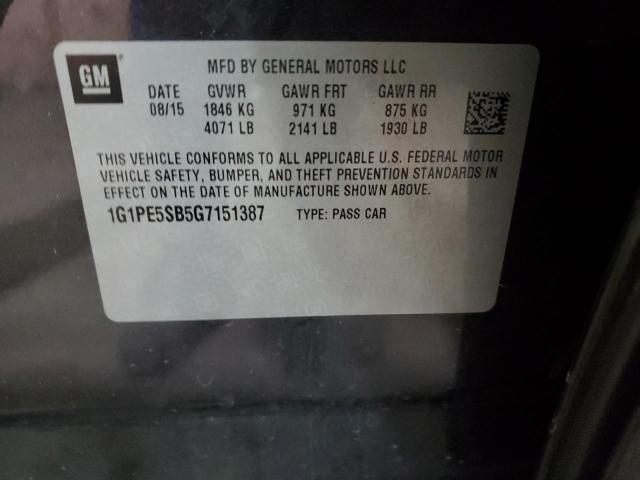 GM
MFD BY GENERAL MOTORS LLC
DATE GVWR GAWR FRT GAWR RR
08/15 1846 KG 971 KG 875 KG
4071 LB 2141 LB 1930 LB
THIS VEHICLE CONFORMS TO ALL APPLICABLE U.S. FEDERAL MOTOR
VEHICLE SAFETY, BUMPER, AND THEFT PREVENTION STANDARDS IN
EFFECT ON THE DATE OF MANUFACTURE SHOWN ABOVE.
1G1PE5SB5G7151387 TYPE: PASS CAR